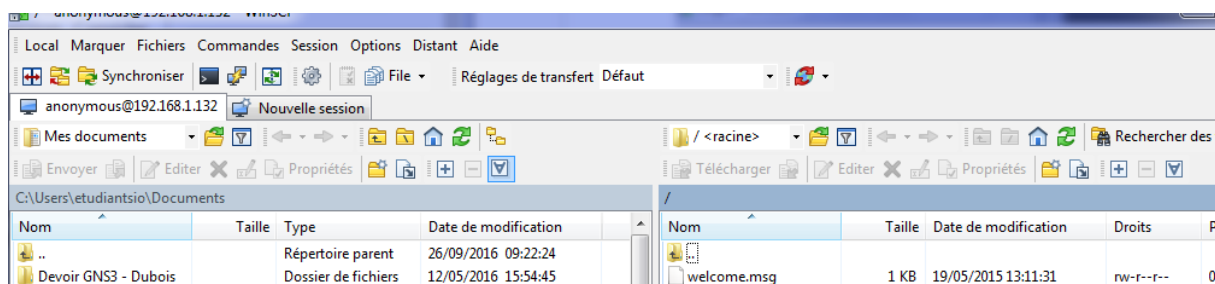 anonymous@192.168.1.132 - WinSCP
Local Marquer Fichiers Commandes Session Options Distant Aide
Synchroniser File Réglages de transfert Défaut
anonymous@192.168.1.132 Nouvelle session
Mes documents / <racine> Rechercher des
Envoyer Editer Propriétés Télécharger Editer Propriétés
C:\Users\etudiantsio\Documents /
Nom Taille Type Date de modification Nom Taille Date de modification Droits P
.. Répertoire parent 26/09/2016 09:22:24 ..
Devoir GNS3 - Dubois Dossier de fichiers 12/05/2016 15:54:45 welcome.msg 1 KB 19/05/2015 13:11:31 rw-r--r-- 0